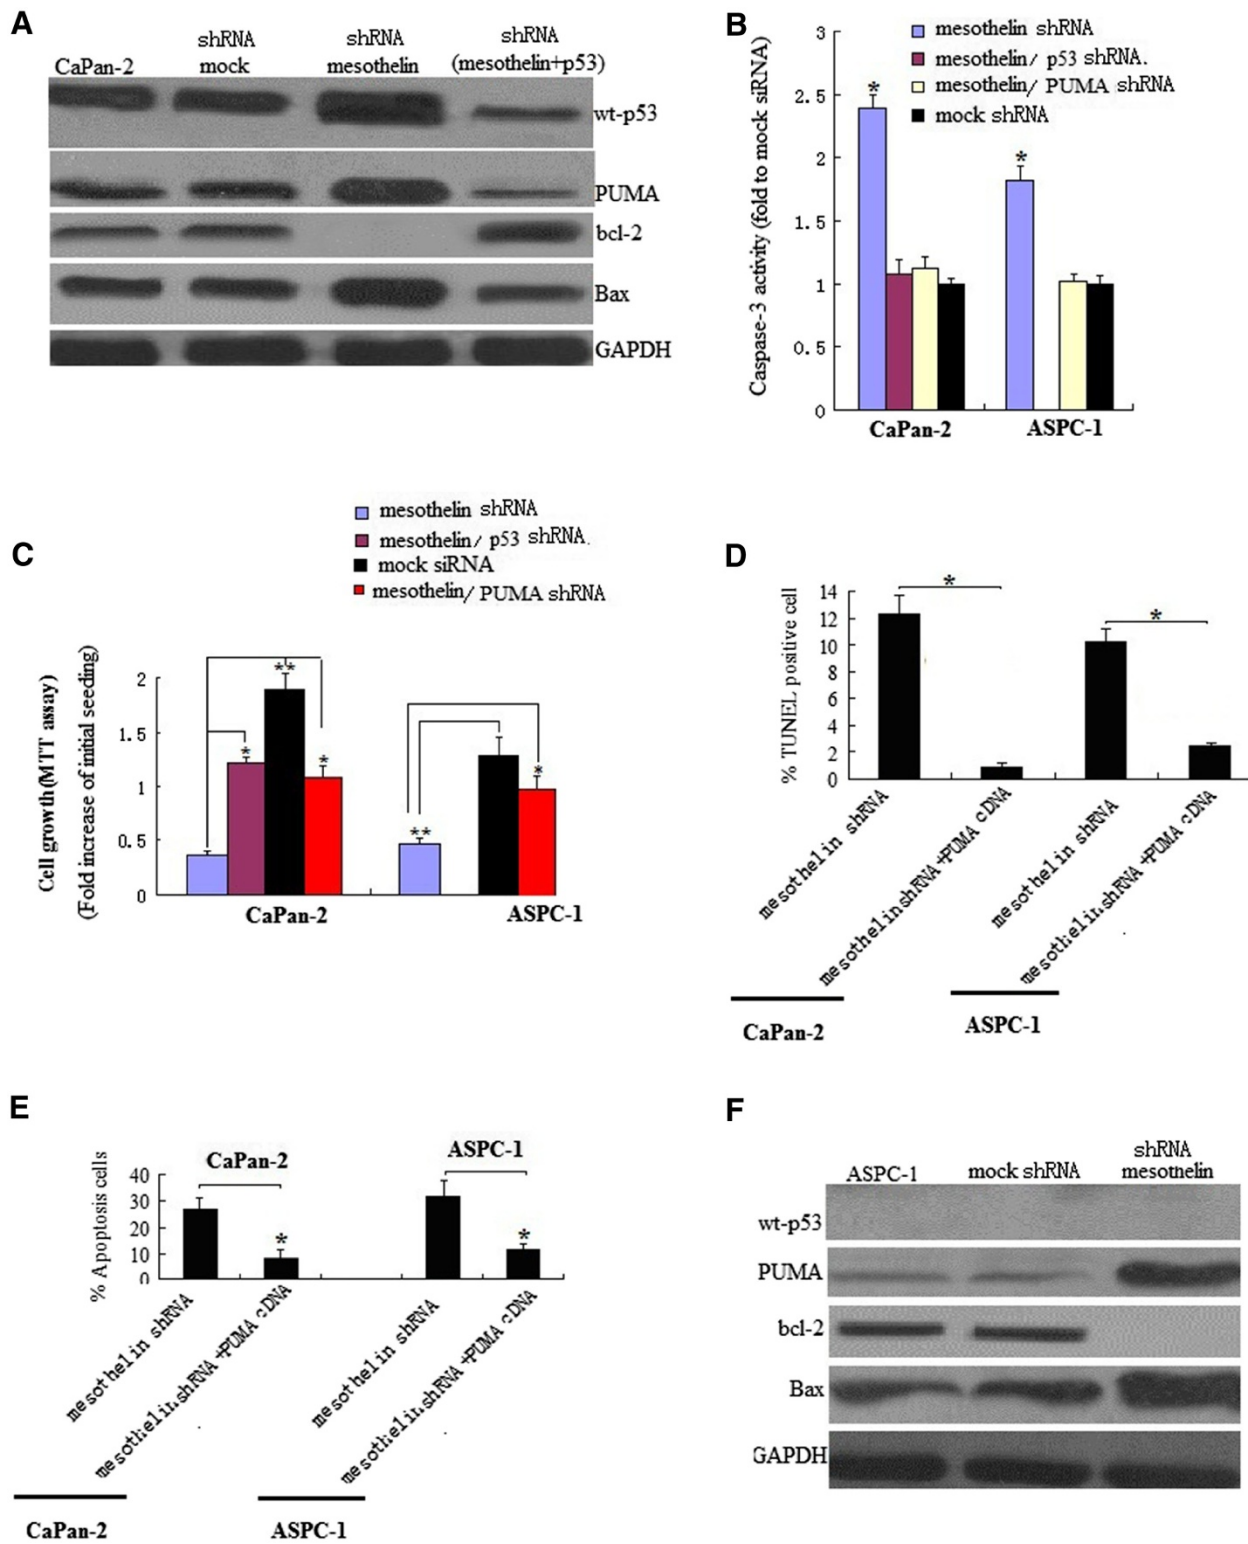 A
CaPan-2
shRNA
mock
shRNA
mesothelin
shRNA
(mesothelin+p53)
wt-p53
PUMA
bcl-2
Bax
GAPDH
B
mesothelin shRNA
mesothelin/ p53 shRNA.
mesothelin/ PUMA shRNA
mock shRNA
Caspase-3 activity (fold to mock siRNA)
3
2.5
2
1.5
1
0.5
0
*
*
CaPan-2
ASPC-1
C
mesothelin shRNA
mesothelin/ p53 shRNA.
mock siRNA
mesothelin/ PUMA shRNA
Cell growth(MTT assay)
(Fold increase of initial seeding)
2
1.5
1
0.5
0
*
**
*
**
*
CaPan-2
ASPC-1
D
% TUNEL positive cell
14
12
10
8
6
4
2
0
*
*
mesothelin shRNA
mesothelinshRNA+PUMA cDNA
mesothelin shRNA
mesothelin.shRNA+PUMA cDNA
CaPan-2
ASPC-1
E
% Apoptosis cells
40
30
20
10
0
CaPan-2
ASPC-1
*
*
mesothelin shRNA
mesothelin.shRNA+PUMA cDNA
mesothelin shRNA
mesothelin.shRNA+PUMA cDNA
CaPan-2
ASPC-1
F
ASPC-1
mock shRNA
shRNA
mesothelin
wt-p53
PUMA
bcl-2
Bax
GAPDH